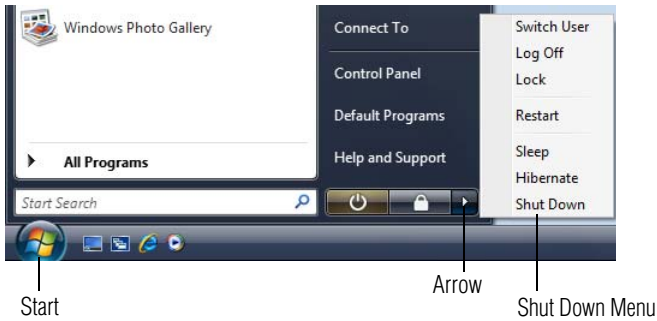 Windows Photo Gallery
All Programs
Start Search
Connect To
Control Panel
Default Programs
Help and Support
Switch User
Log Off
Lock
Restart
Sleep
Hibernate
Shut Down
Start
Arrow
Shut Down Menu